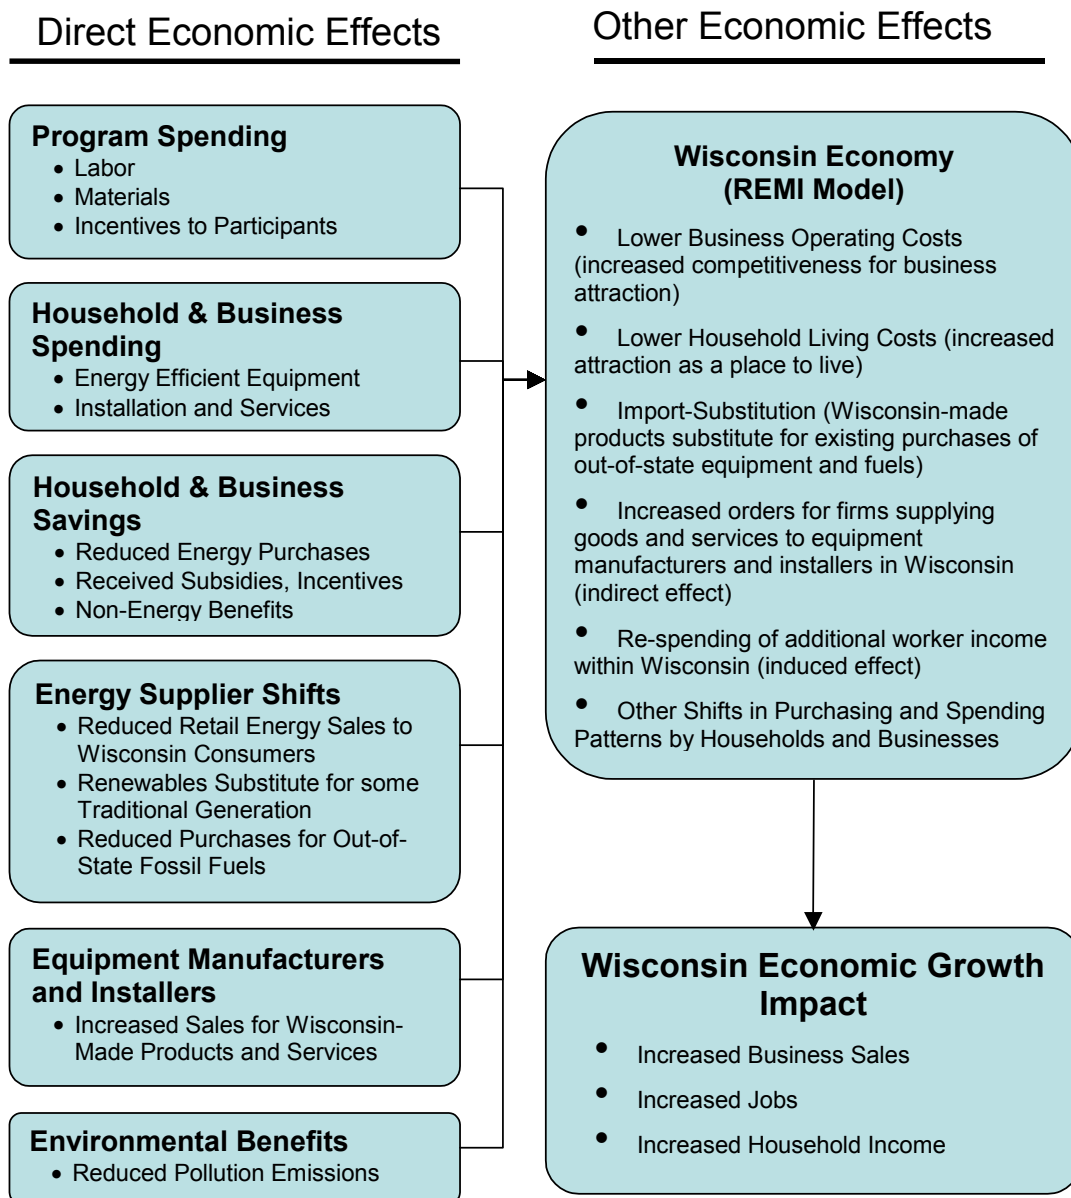 Direct Economic Effects
Program Spending
• Labor
• Materials
• Incentives to Participants
Household & Business
Spending
• Energy Efficient Equipment
• Installation and Services
Household & Business
Savings
• Reduced Energy Purchases
• Received Subsidies, Incentives
• Non-Energy Benefits
Energy Supplier Shifts
• Reduced Retail Energy Sales to
Wisconsin Consumers
• Renewables Substitute for some
Traditional Generation
• Reduced Purchases for Out-of-
State Fossil Fuels
Equipment Manufacturers
and Installers
• Increased Sales for Wisconsin-
Made Products and Services
Environmental Benefits
• Reduced Pollution Emissions
Other Economic Effects
Wisconsin Economy
(REMI Model)
• Lower Business Operating Costs
(increased competitiveness for business
attraction)
• Lower Household Living Costs (increased
attraction as a place to live)
• Import-Substitution (Wisconsin-made
products substitute for existing purchases of
out-of-state equipment and fuels)
• Increased orders for firms supplying
goods and services to equipment
manufacturers and installers in Wisconsin
(indirect effect)
• Re-spending of additional worker income
within Wisconsin (induced effect)
• Other Shifts in Purchasing and Spending
Patterns by Households and Businesses
Wisconsin Economic Growth
Impact
• Increased Business Sales
• Increased Jobs
• Increased Household Income